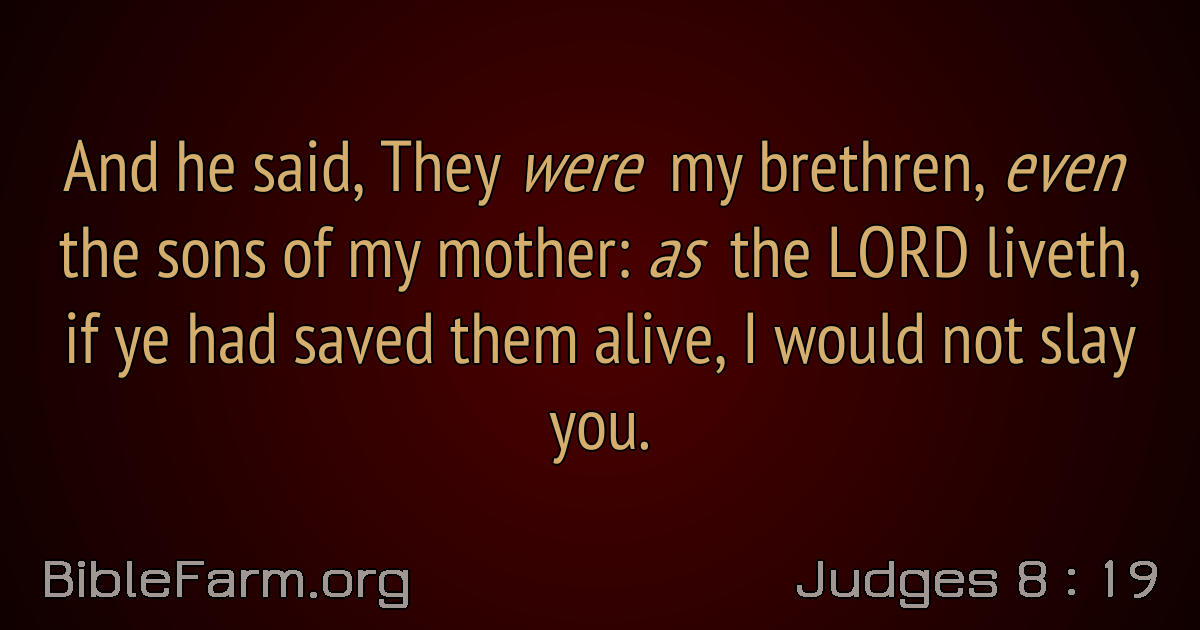 And he said, They were my brethren, even
the sons of my mother: as the LORD liveth,
if ye had saved them alive, I would not slay
you.
BibleFarm.org
Judges 8 : 19